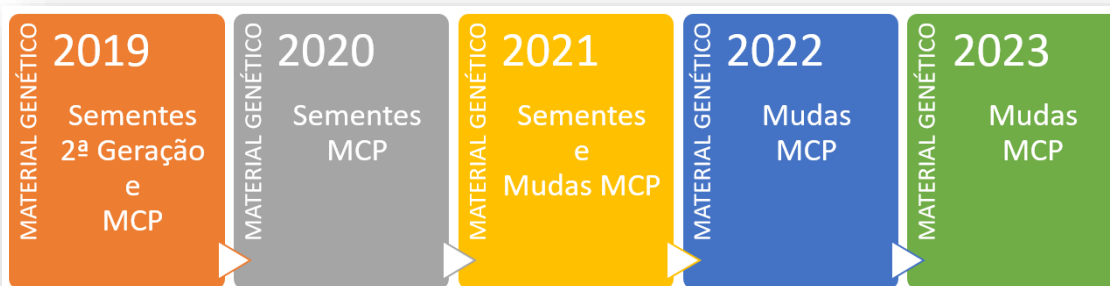 MATERIAL GENÉTICO
2019
Sementes
2ª Geração
e
MCP
MATERIAL GENÉTICO
2020
Sementes
MCP
MATERIAL GENÉTICO
2021
Sementes
e
Mudas MCP
MATERIAL GENÉTICO
2022
Mudas
MCP
MATERIAL GENÉTICO
2023
Mudas
MCP